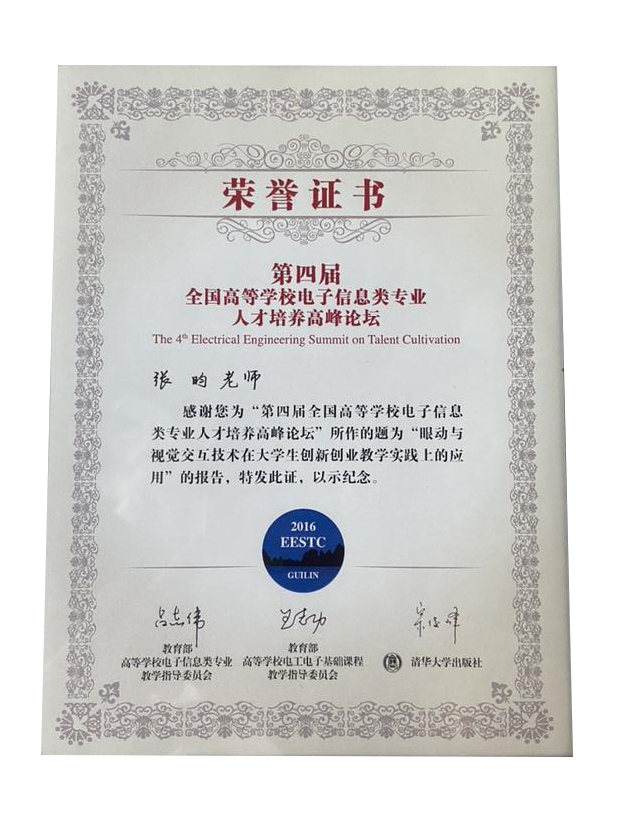 荣誉证书
第四届
全国高等学校电子信息类专业
人才培养高峰论坛
The 4th Electrical Engineering Summit on Talent Cultivation
张 昀 老师
感谢您为“第四届全国高等学校电子信息
类专业人才培养高峰论坛”所作的题为“眼动与
视觉交互技术在大学生创新创业教学实践上的应
用”的报告，特发此证，以示纪念。
2016
EESTC
GUILIN
吕志伟
王志功
教育部
高等学校电子信息类专业
教学指导委员会
教育部
高等学校电工电子基础课程
教学指导委员会
清华大学出版社